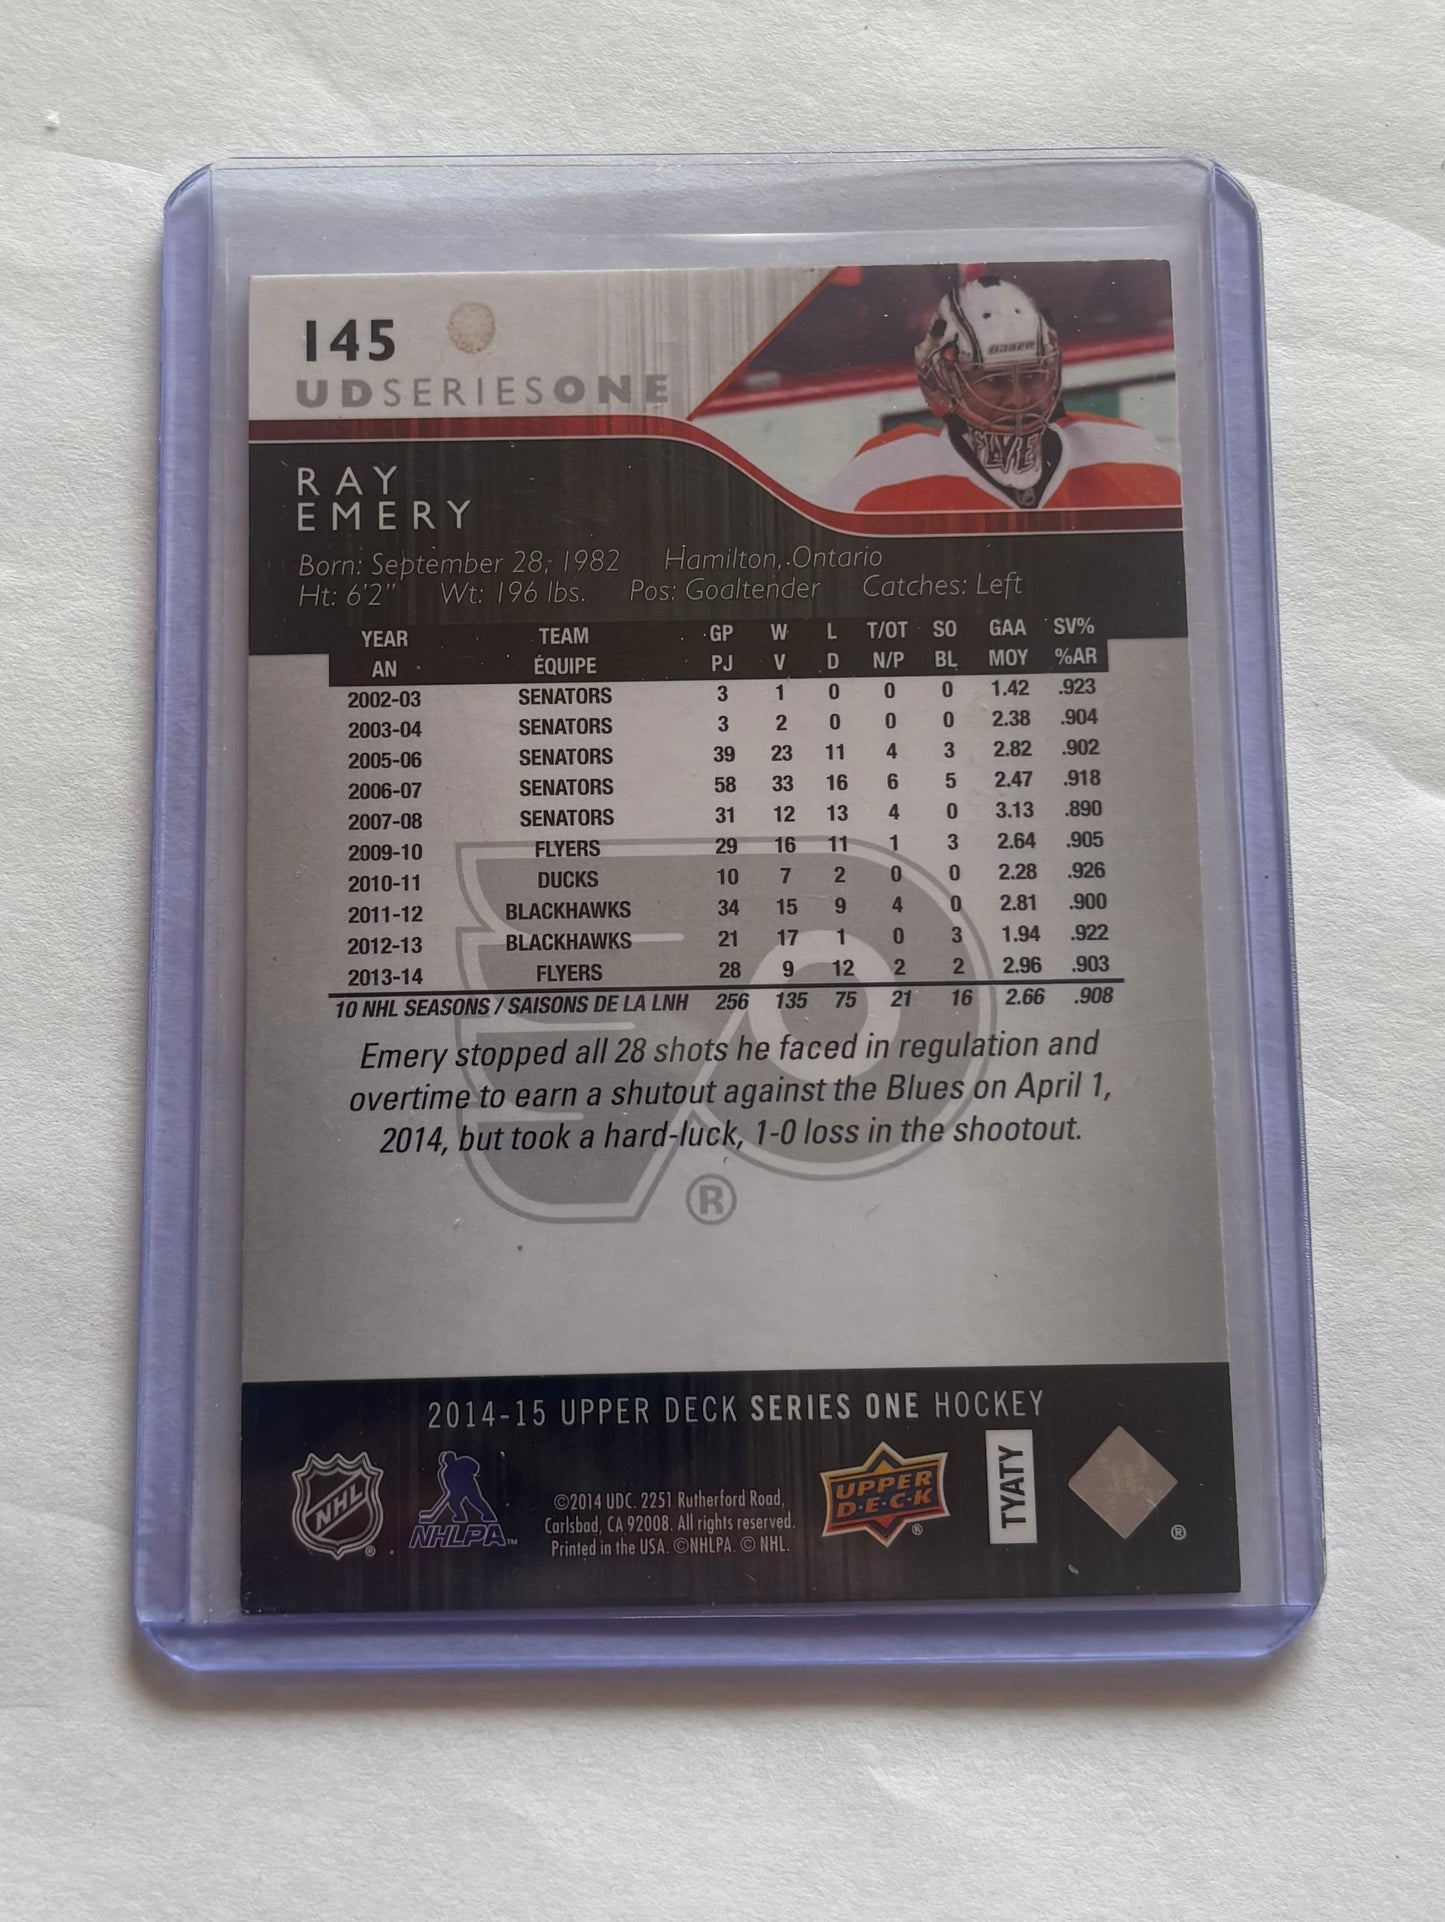 145
UDSERIESONE
BAUER
RAY
EMERY
Born: September 28, 1982 Hamilton, Ontario
Ht: 6'2" Wt: 196 lbs. Pos: Goaltender Catches: Left
YEAR TEAM GP W L T/OT SO GAA SV%
AN ÉQUIPE PJ V D N/P BL MOY %AR
2002-03 SENATORS 3 1 0 0 0 1.42 .923
2003-04 SENATORS 3 2 0 0 0 2.38 .904
2005-06 SENATORS 39 23 11 4 3 2.82 .902
2006-07 SENATORS 58 33 16 6 5 2.47 .918
2007-08 SENATORS 31 12 13 4 0 3.13 .890
2009-10 FLYERS 29 16 11 1 3 2.64 .905
2010-11 DUCKS 10 7 2 0 0 2.28 .926
2011-12 BLACKHAWKS 34 15 9 4 0 2.81 .900
2012-13 BLACKHAWKS 21 17 1 0 3 1.94 .922
2013-14 FLYERS 28 9 12 2 2 2.96 .903
10 NHL SEASONS / SAISONS DE LA LNH 256 135 75 21 16 2.66 .908
Emery stopped all 28 shots he faced in regulation and
overtime to earn a shutout against the Blues on April 1,
2014, but took a hard-luck, 1-0 loss in the shootout.
®
2014-15 UPPER DECK SERIES ONE HOCKEY
NHL ®
NHLPA™
©2014 UDC. 2251 Rutherford Road,
Carlsbad, CA 92008. All rights reserved.
Printed in the USA. ©NHLPA. © NHL.
UPPER
D•E•C•K ®
TYATY
®